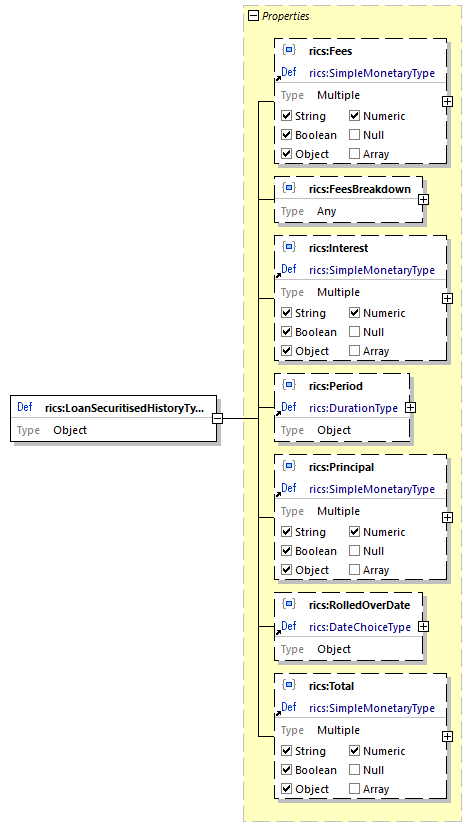 Properties
rics:Fees
Def rics:SimpleMonetaryType
Type Multiple
String Numeric
Boolean Null
Object Array
rics:FeesBreakdown
Type Any
rics:Interest
Def rics:SimpleMonetaryType
Type Multiple
String Numeric
Boolean Null
Object Array
rics:Period
Def rics:DurationType
Type Object
Def rics:LoanSecuritisedHistoryTy...
Type Object
rics:Principal
Def rics:SimpleMonetaryType
Type Multiple
String Numeric
Boolean Null
Object Array
rics:RolledOverDate
Def rics:DateChoiceType
Type Object
rics:Total
Def rics:SimpleMonetaryType
Type Multiple
String Numeric
Boolean Null
Object Array